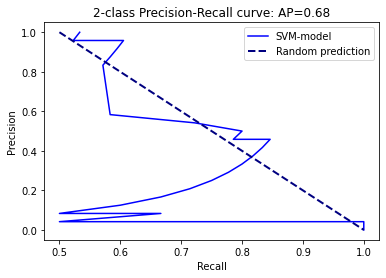 2-class Precision-Recall curve: AP=0.68
SVM-model
Random prediction
Precision
1.0
0.8
0.6
0.4
0.2
0.0
0.5
0.6
0.7
0.8
0.9
1.0
Recall